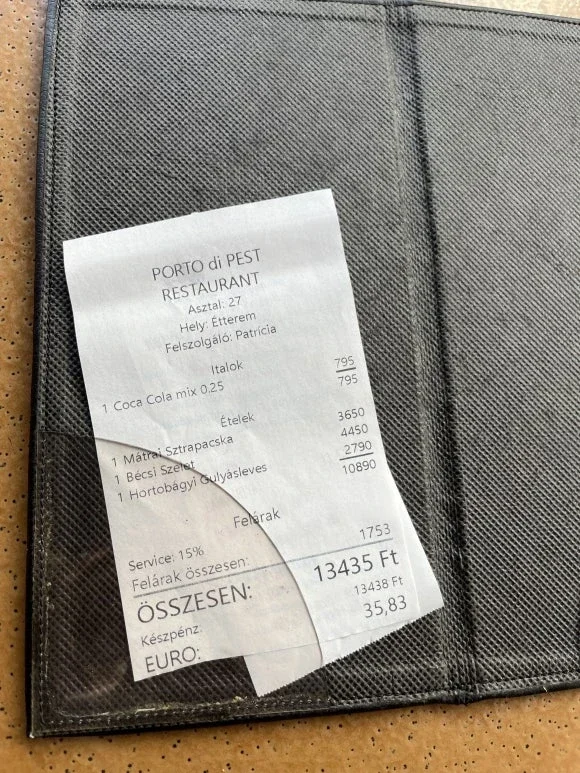 PORTO di PEST
RESTAURANT
Asztal: 27
Hely: Étterem
Felszolgáló: Patrícia
Italok
1 Coca Cola mix 0,25 795
795
Ételek
1 Mátrai Sztrapacska 3650
1 Bécsi Szelet 4450
1 Hortobágyi Gulyásleves 2790
10890
Felárak
Service: 15%
Felárak összesen: 1753
ÖSSZESEN: 13435 Ft
Készpénz 13438 Ft
EURO: 35,83